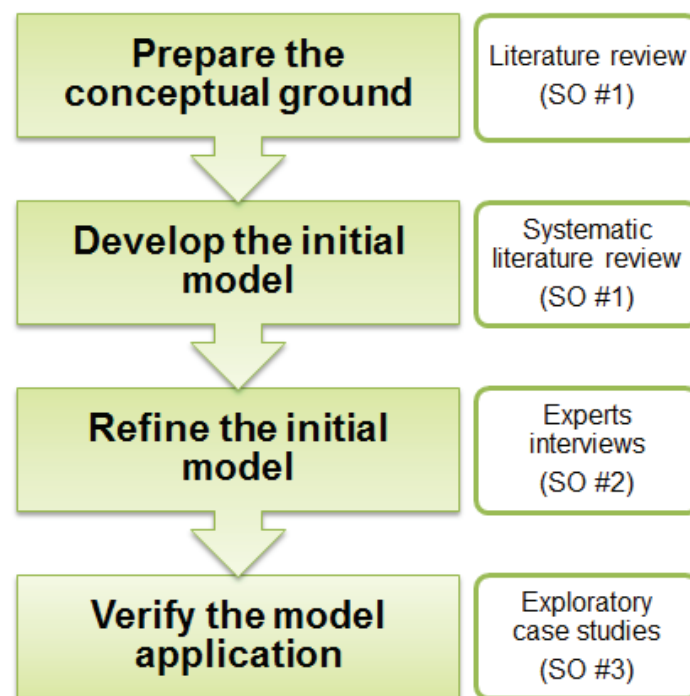 Prepare the
conceptual ground
Literature review
(SO #1)
Develop the initial
model
Systematic
literature review
(SO #1)
Refine the initial
model
Experts
interviews
(SO #2)
Verify the model
application
Exploratory
case studies
(SO #3)